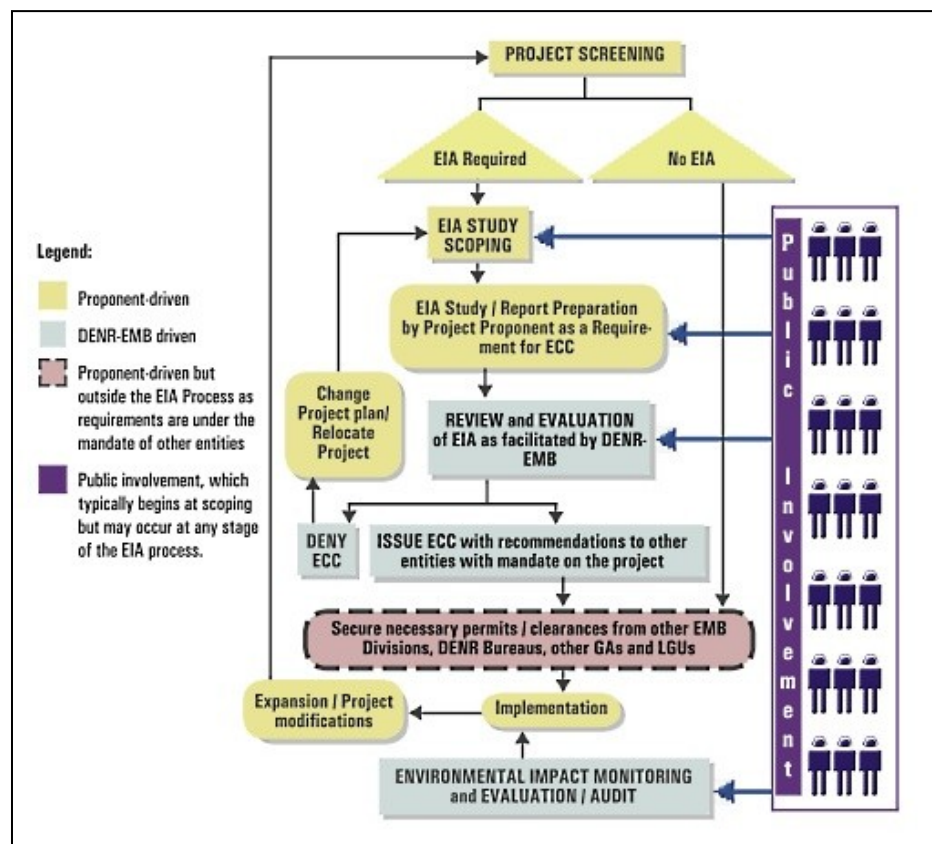 PROJECT SCREENING
EIA Required
No EIA
EIA STUDY
SCOPING
EIA Study / Report Preparation
by Project Proponent as a Require-
ment for ECC
Change
Project plan/
Relocate
Project
REVIEW and EVALUATION
of EIA as facilitated by DENR-
EMB
DENY
ECC
ISSUE ECC with recommendations to other
entities with mandate on the project
Secure necessary permits / clearances from other EMB
Divisions, DENR Bureaus, other GAs and LGUs
Expansion / Project
modifications
Implementation
ENVIRONMENTAL IMPACT MONITORING
and EVALUATION / AUDIT
Legend:
Proponent-driven
DENR-EMB driven
Proponent-driven but
outside the EIA Process as
requirements are under the
mandate of other entities
Public involvement, which
typically begins at scoping
but may occur at any stage
of the EIA process.
Public Involvement